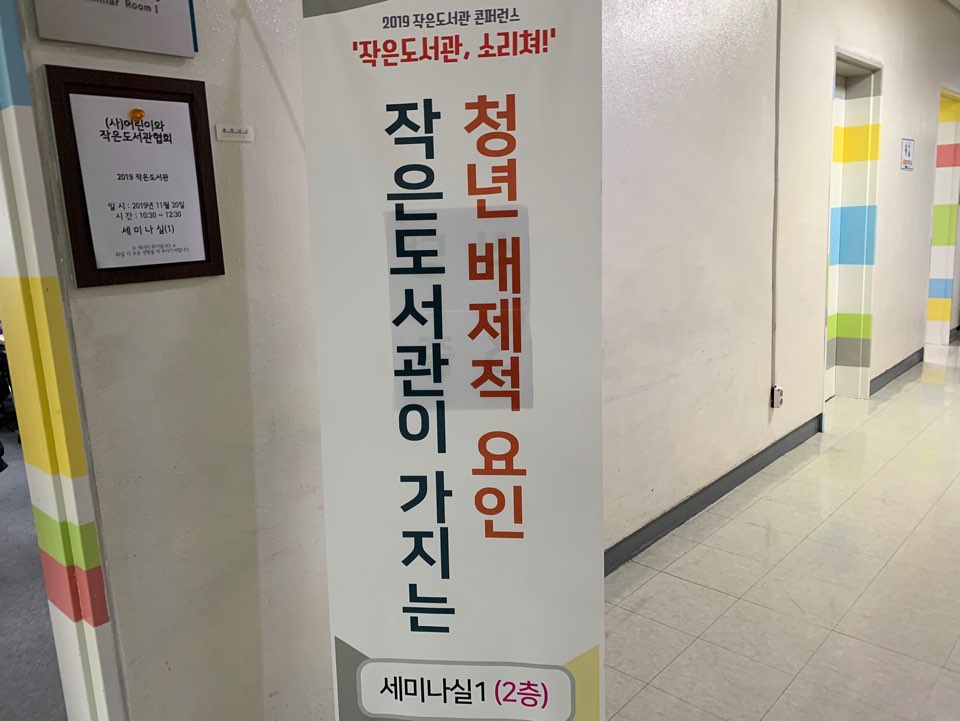 Seminar Room 1
(사)어린이와
작은도서관협회
2019 작은도서관
일 시 : 2019년 11월 20일
시 간 : 10:30 ~ 12:30
세 미 나 실(1)
2019 작은도서관 콘퍼런스
'작은도서관, 소리쳐!'
작은도서관이 가지는
청년 배제적 요인
세미나실1 (2층)